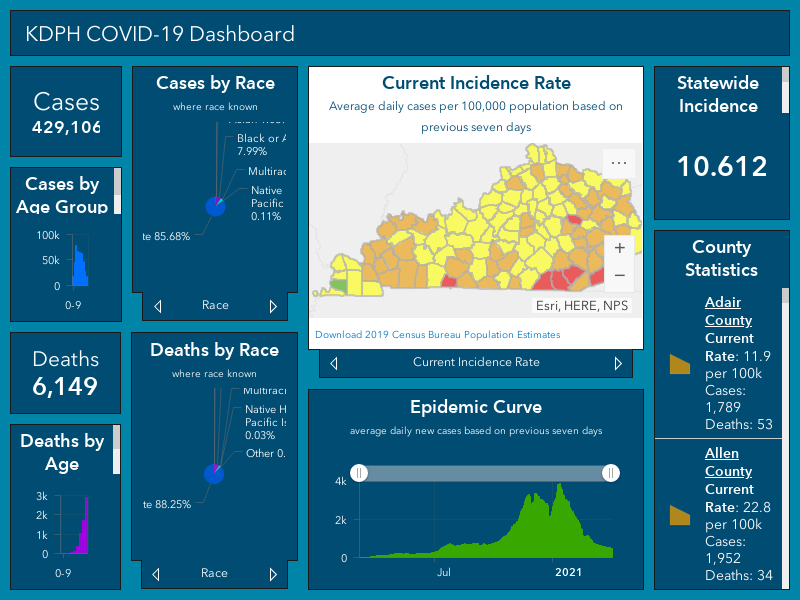 KDPH COVID-19 Dashboard
Cases
429,106
Cases by
Age Group
100k
50k
0
0-9
Deaths
6,149
Deaths by
Age
3k
2k
1k
0
0-9
Cases by Race
where race known
Black or A
7.99%
Multirac
Native
Pacific
0.11%
te 85.68%
Race
Deaths by Race
where race known
Multirac
Native H
Pacific Is
0.03%
Other 0.
te 88.25%
Race
Current Incidence Rate
Average daily cases per 100,000 population based on
previous seven days
Esri, HERE, NPS
Download 2019 Census Bureau Population Estimates
Current Incidence Rate
Epidemic Curve
average daily new cases based on previous seven days
4k
2k
0
Jul
2021
Statewide
Incidence
10.612
County
Statistics
Adair
County
Current
Rate: 11.9
per 100k
Cases:
1,789
Deaths: 53
Allen
County
Current
Rate: 22.8
per 100k
Cases:
1,952
Deaths: 34